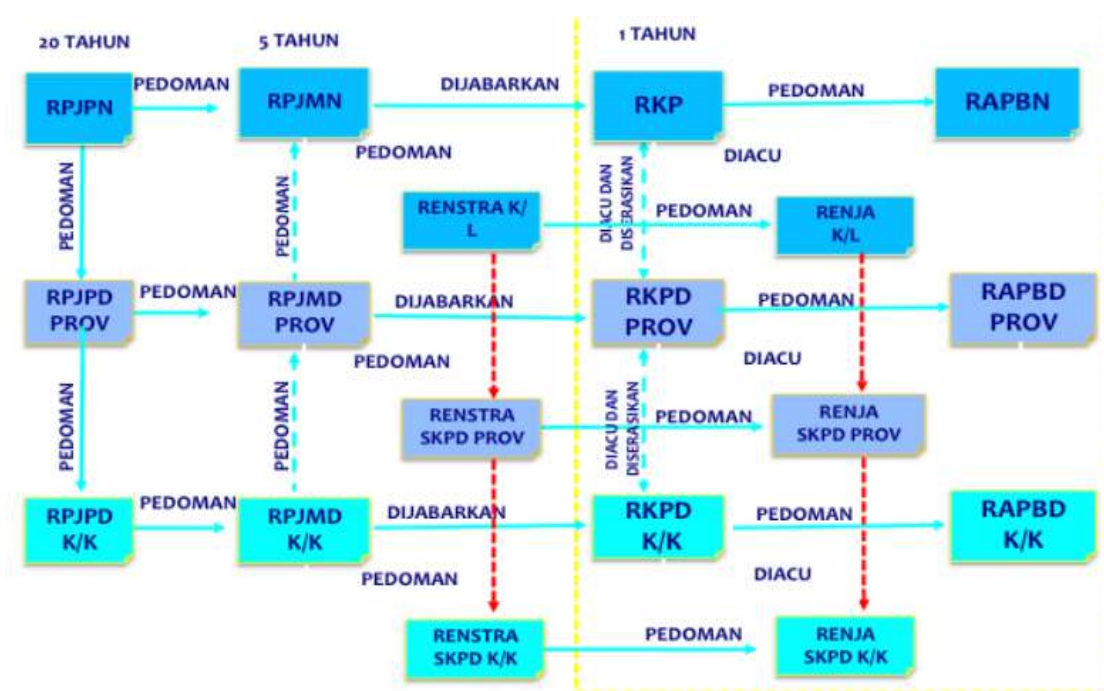 20 TAHUN
5 TAHUN
1 TAHUN
RPJPN
PEDOMAN
RPJMN
DIJABARKAN
RKP
PEDOMAN
RAPBN
PEDOMAN
PEDOMAN
PEDOMAN
DIACU DAN
DISERASIKAN
DIACU
RENSTRA K/
L
PEDOMAN
RENJA
K/L
RPJPD
PROV
PEDOMAN
RPJMD
PROV
DIJABARKAN
RKPD
PROV
PEDOMAN
RAPBD
PROV
PEDOMAN
PEDOMAN
PEDOMAN
DIACU DAN
DISERASIKAN
DIACU
RENSTRA
SKPD PROV
PEDOMAN
RENJA
SKPD PROV
RPJPD
K/K
PEDOMAN
RPJMD
K/K
DIJABARKAN
RKPD
K/K
PEDOMAN
RAPBD
K/K
PEDOMAN
DIACU
RENSTRA
SKPD K/K
PEDOMAN
RENJA
SKPD K/K